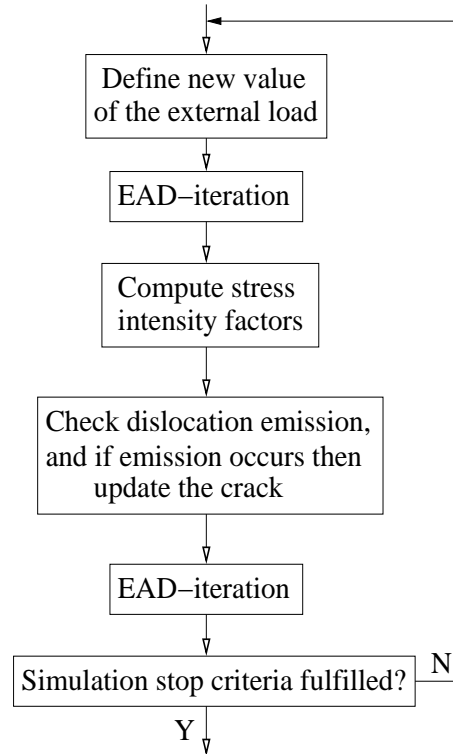 Define new value
of the external load
EAD−iteration
Compute stress
intensity factors
Check dislocation emission,
and if emission occurs then
update the crack
EAD−iteration
Simulation stop criteria fulfilled?
N
Y